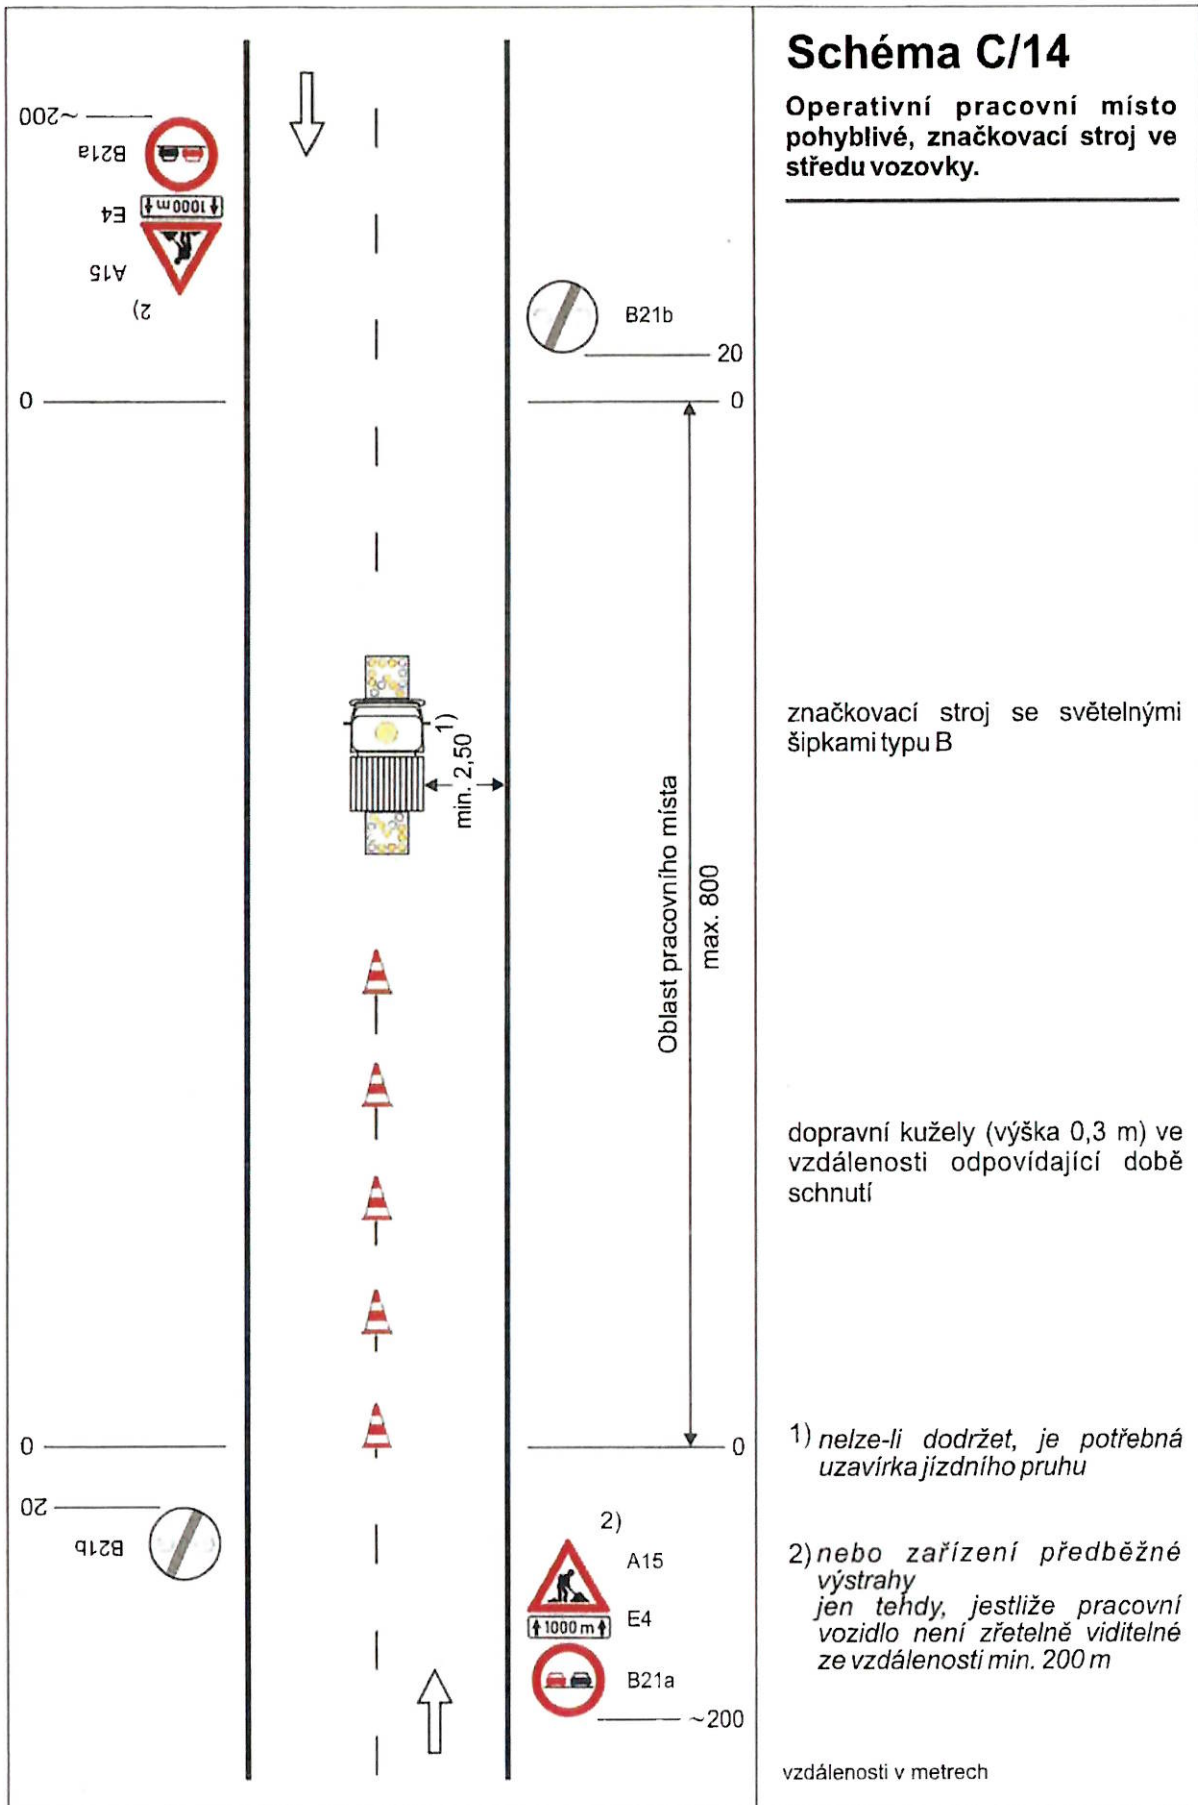 Schéma C/14
Operativní pracovní místo
pohyblivé, značkovací stroj ve
středu vozovky.
~200
B21a
1000 m
E4
A15
2)
B21b
20
0
0
značkovací stroj se světelnými
šipkami typu B
1)
min. 2,50
Oblast pracovního místa
max. 800
dopravní kužely (výška 0,3 m) ve
vzdálenosti odpovídající době
schnutí
0
0
20
B21b
2)
A15
1000 m
E4
B21a
~200
1) nelze-li dodržet, je potřebná
uzavírka jízdního pruhu
2) nebo zařízení předběžné
výstrahy
jen tehdy, jestliže pracovní
vozidlo není zřetelně viditelné
ze vzdálenosti min. 200 m
vzdálenosti v metrech